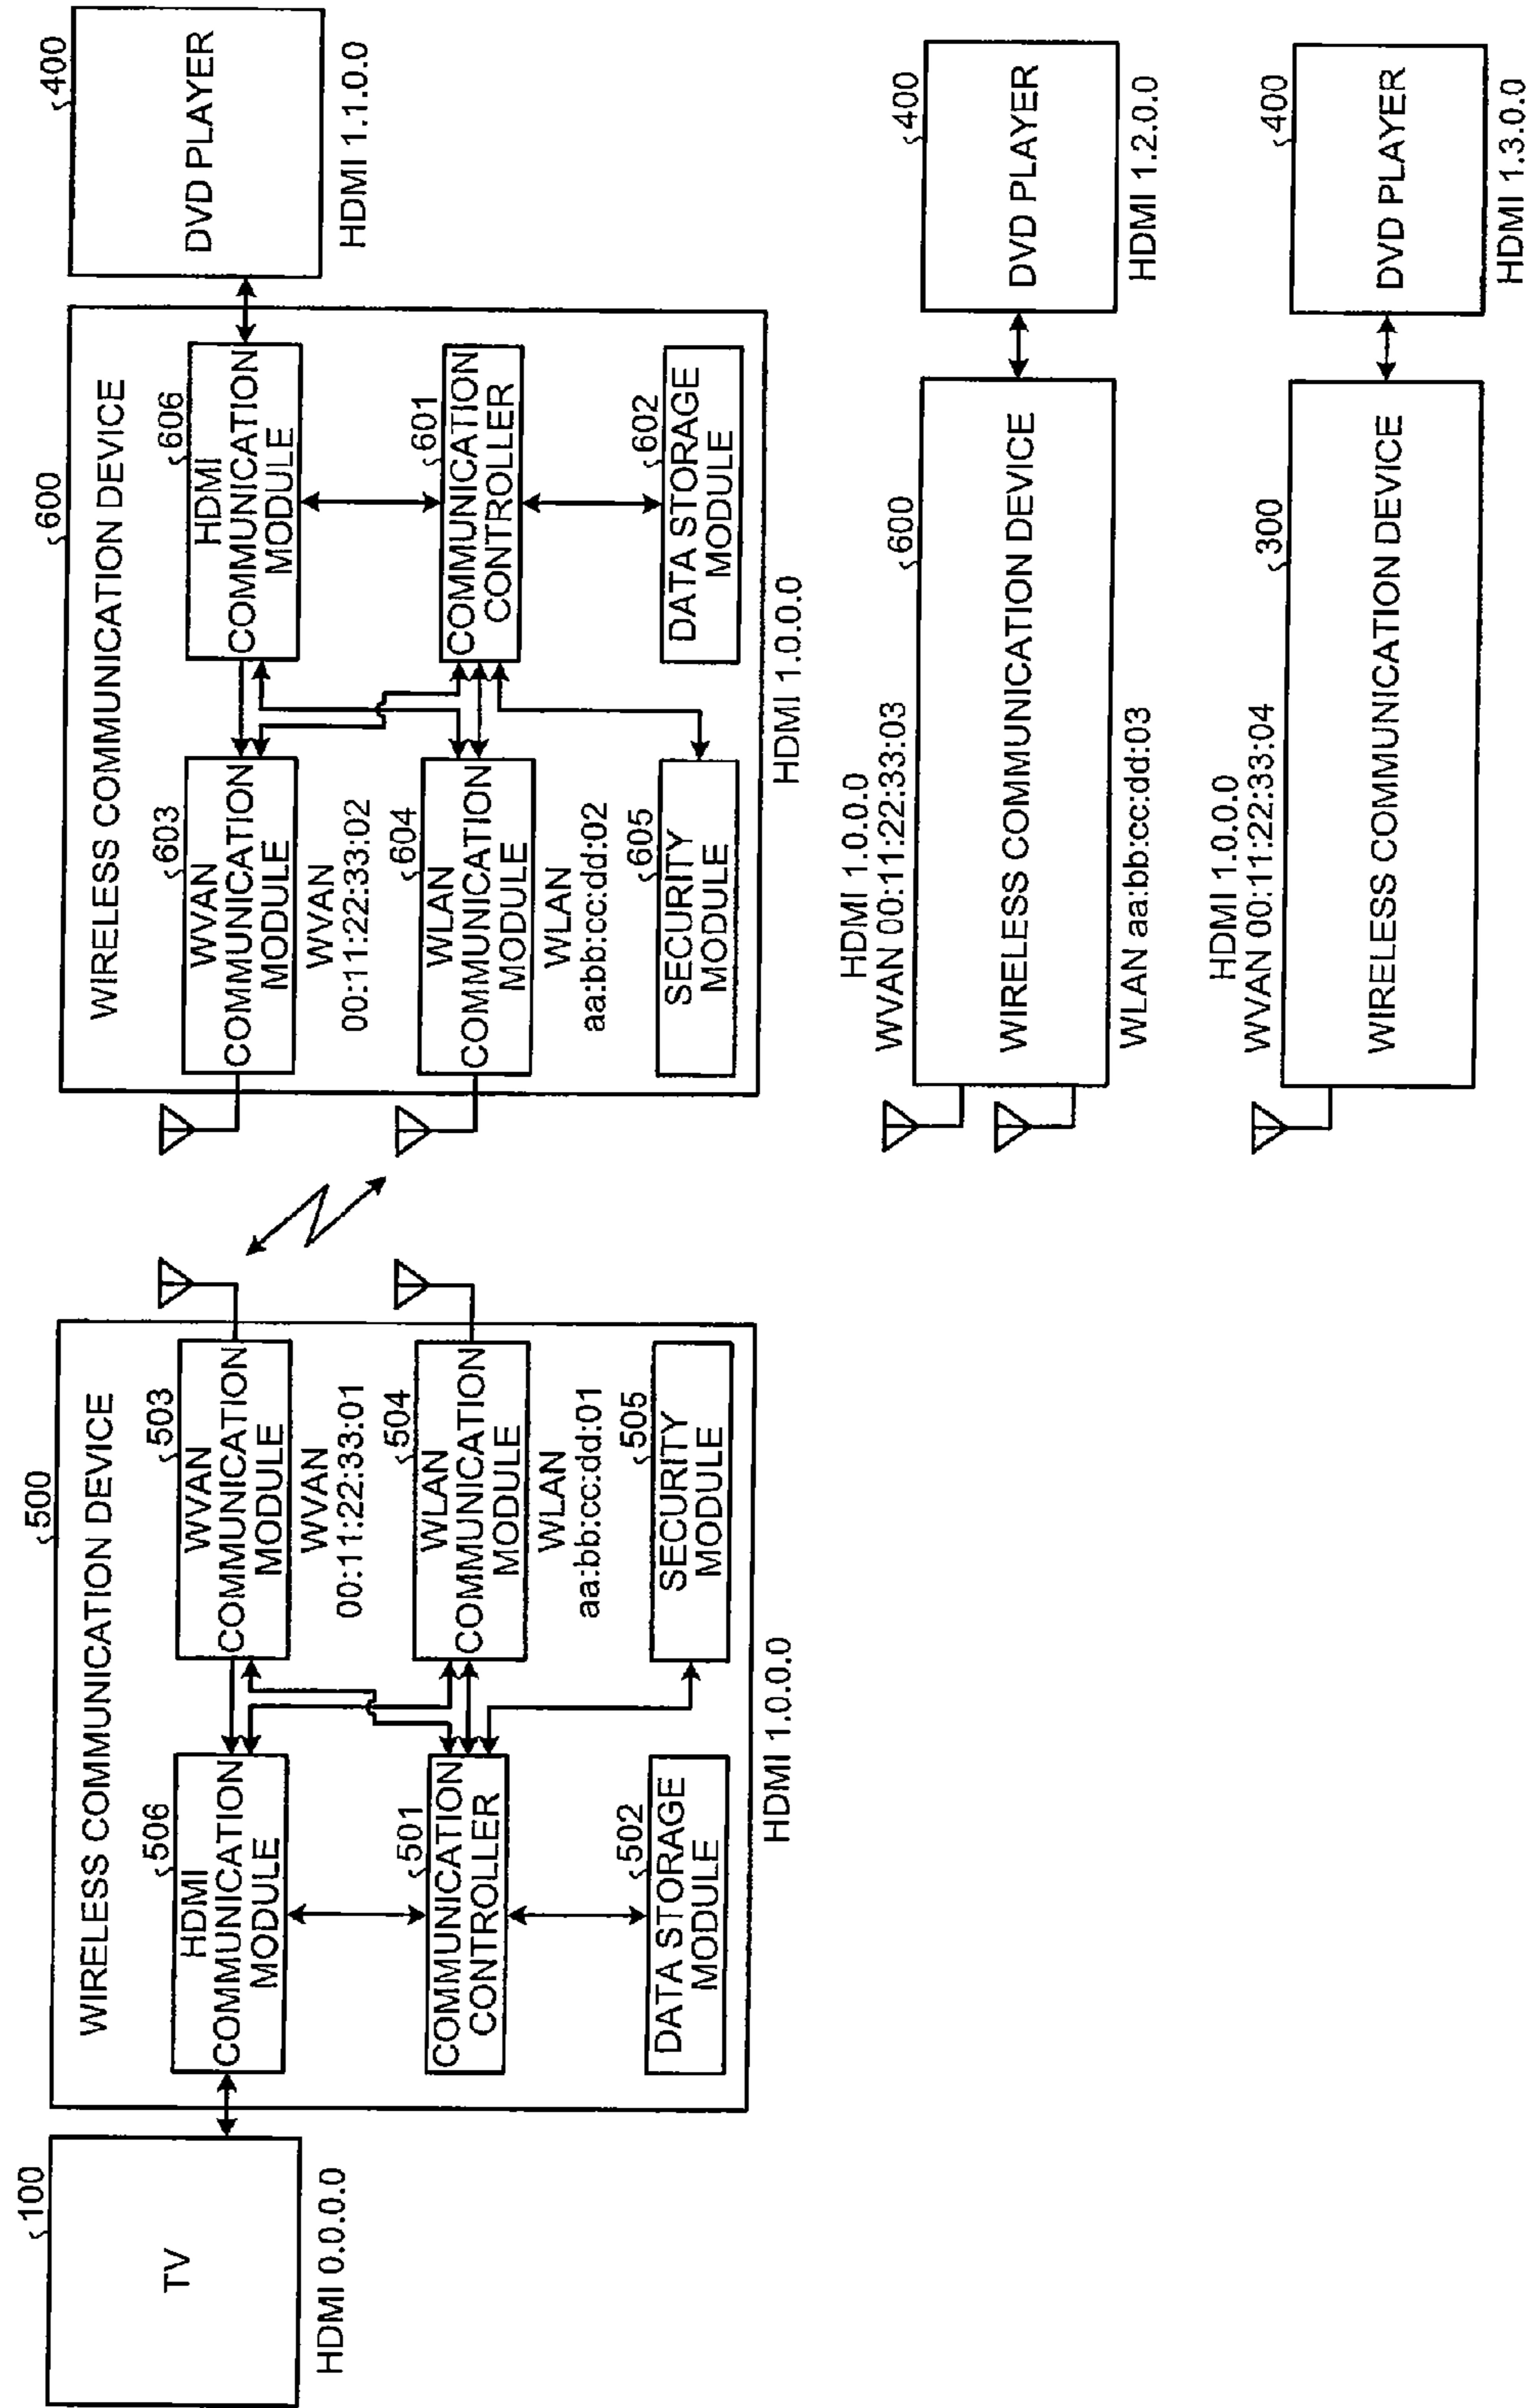 100
TV
HDMI 0.0.0.0
500
WIRELESS COMMUNICATION DEVICE
506
HDMI
COMMUNICATION
MODULE
501
COMMUNICATION
CONTROLLER
502
DATA STORAGE
MODULE
503
WVAN
COMMUNICATION
MODULE
WVAN
00:11:22:33:01
504
WLAN
COMMUNICATION
MODULE
WLAN
aa:bb:cc:dd:01
505
SECURITY
MODULE
HDMI 1.0.0.0
600
WIRELESS COMMUNICATION DEVICE
603
WVAN
COMMUNICATION
MODULE
WVAN
00:11:22:33:02
604
WLAN
COMMUNICATION
MODULE
WLAN
aa:bb:cc:dd:02
605
SECURITY
MODULE
606
HDMI
COMMUNICATION
MODULE
601
COMMUNICATION
CONTROLLER
602
DATA STORAGE
MODULE
HDMI 1.0.0.0
400
DVD PLAYER
HDMI 1.1.0.0
HDMI 1.0.0.0
WVAN 00:11:22:33:03
600
WIRELESS COMMUNICATION DEVICE
WLAN aa:bb:cc:dd:03
400
DVD PLAYER
HDMI 1.2.0.0
HDMI 1.0.0.0
WVAN 00:11:22:33:04
300
WIRELESS COMMUNICATION DEVICE
400
DVD PLAYER
HDMI 1.3.0.0